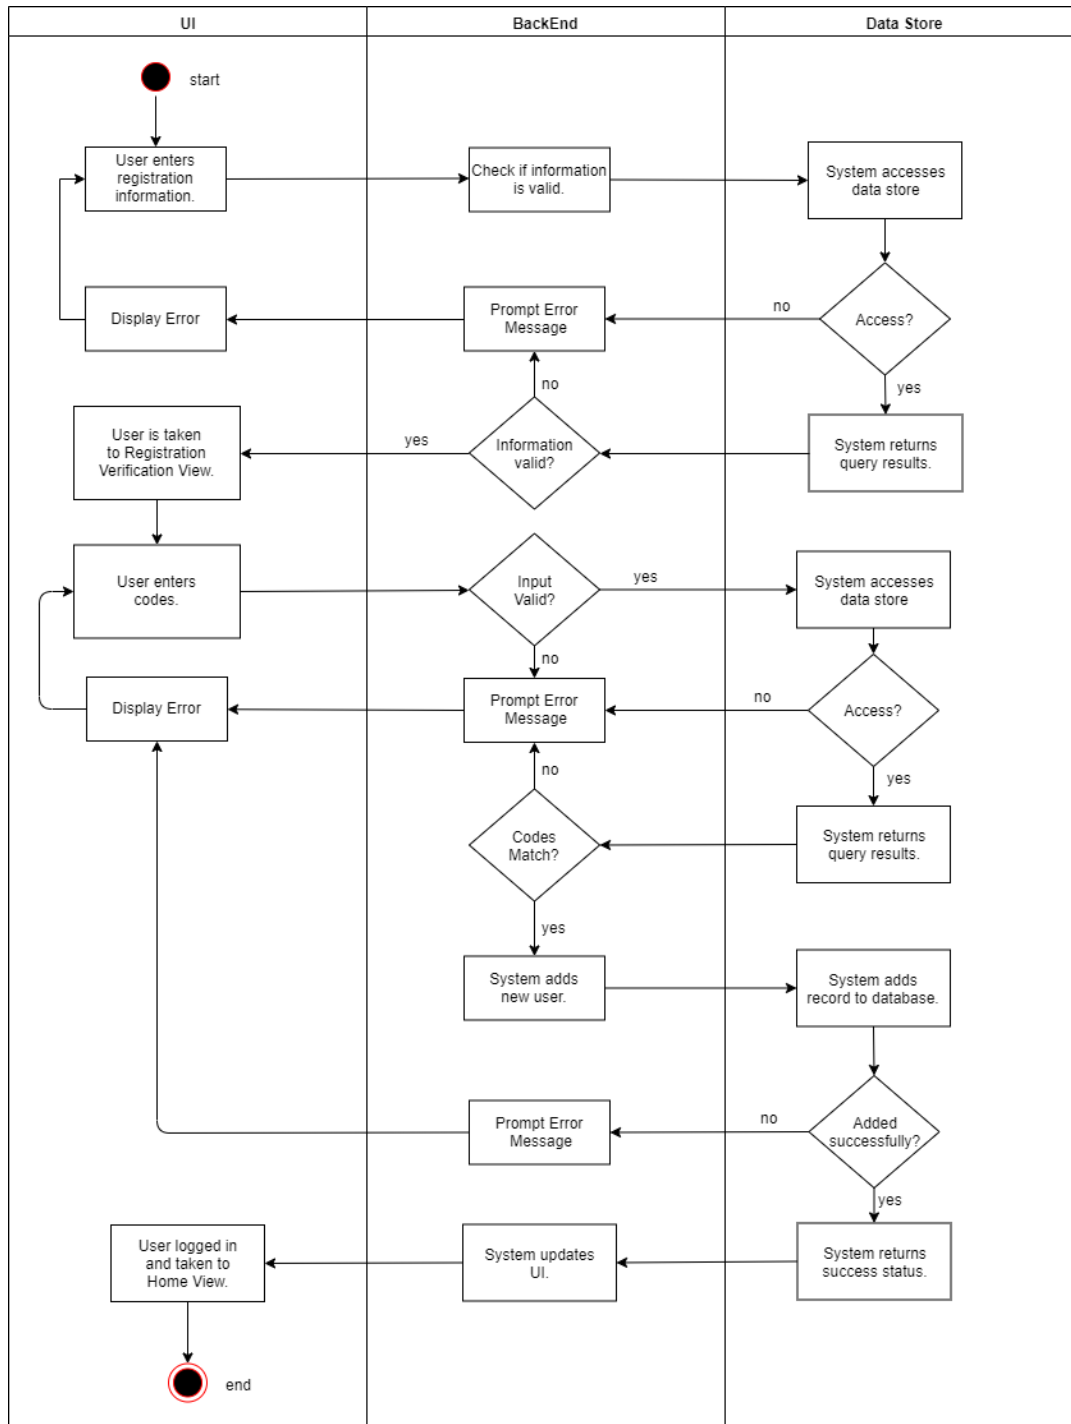 UI
BackEnd
Data Store
start
User enters
registration
information.
Check if information
is valid.
System accesses
data store
Display Error
Prompt Error
Message
no
Access?
no
yes
User is taken
to Registration
Verification View.
yes
Information
valid?
System returns
query results.
User enters
codes.
Input
Valid?
yes
System accesses
data store
no
Display Error
Prompt Error
Message
no
Access?
no
yes
Codes
Match?
System returns
query results.
yes
System adds
new user.
System adds
record to database.
Prompt Error
Message
no
Added
successfully?
yes
User logged in
and taken to
Home View.
System updates
UI.
System returns
success status.
end